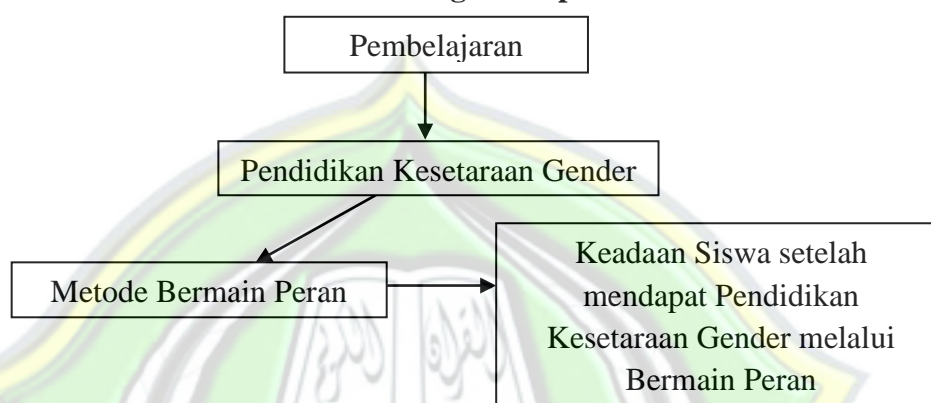 Pembelajaran
Pendidikan Kesetaraan Gender
Metode Bermain Peran
Keadaan Siswa setelah
mendapat Pendidikan
Kesetaraan Gender melalui
Bermain Peran